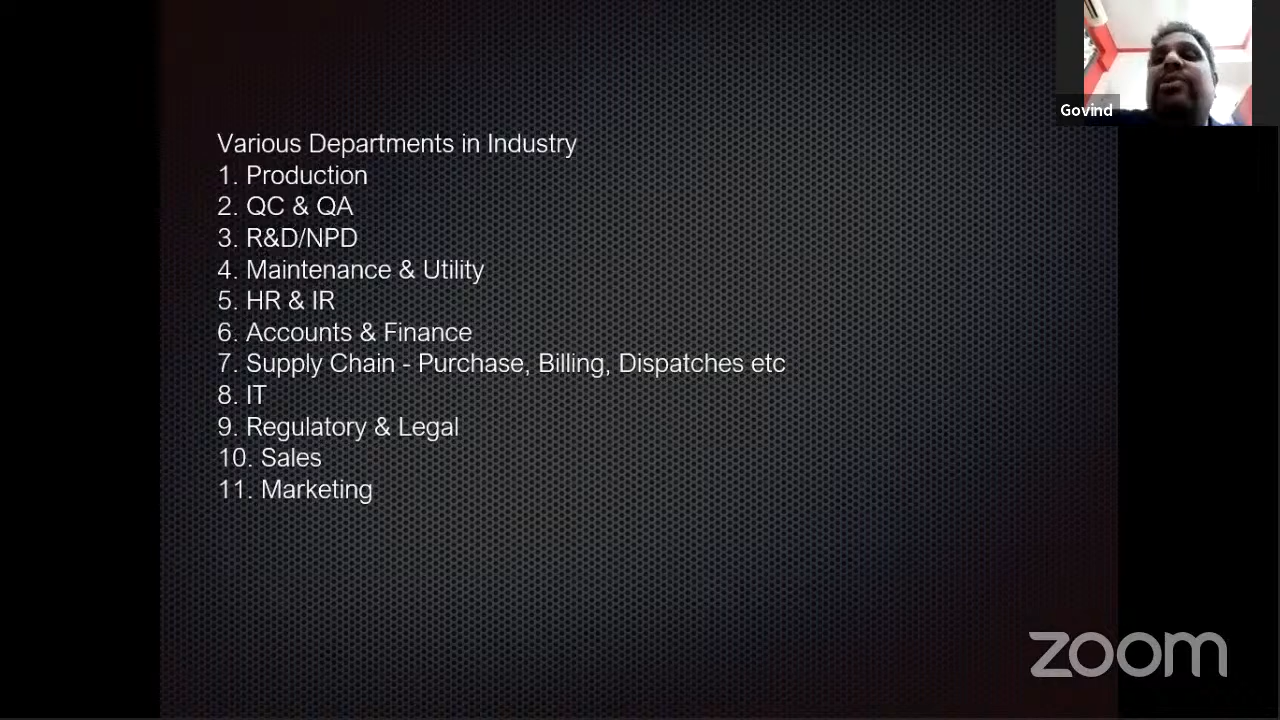 Various Departments in Industry
1. Production
2. QC & QA
3. R&D/NPD
4. Maintenance & Utility
5. HR & IR
6. Accounts & Finance
7. Supply Chain - Purchase, Billing, Dispatches etc
8. IT
9. Regulatory & Legal
10. Sales
11. Marketing
Govind
zoom